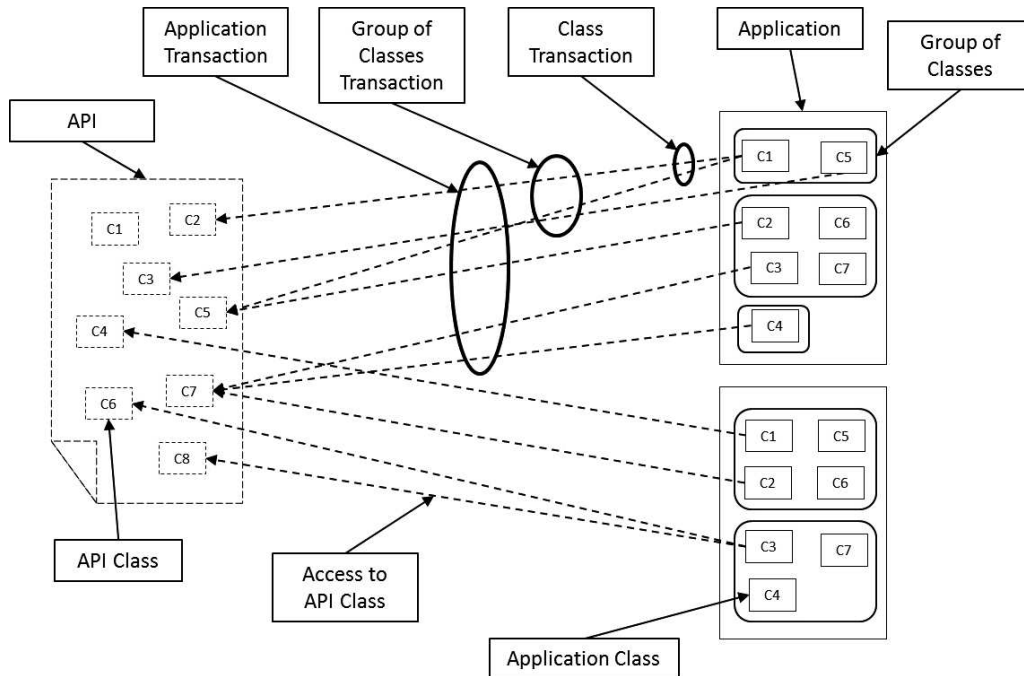 Application
Transaction
Group of
Classes
Transaction
Class
Transaction
Application
Group of
Classes
API
C1
C2
C3
C5
C4
C7
C6
C8
C1
C5
C2
C6
C3
C7
C4
C1
C5
C2
C6
C3
C7
C4
API Class
Access to
API Class
Application Class